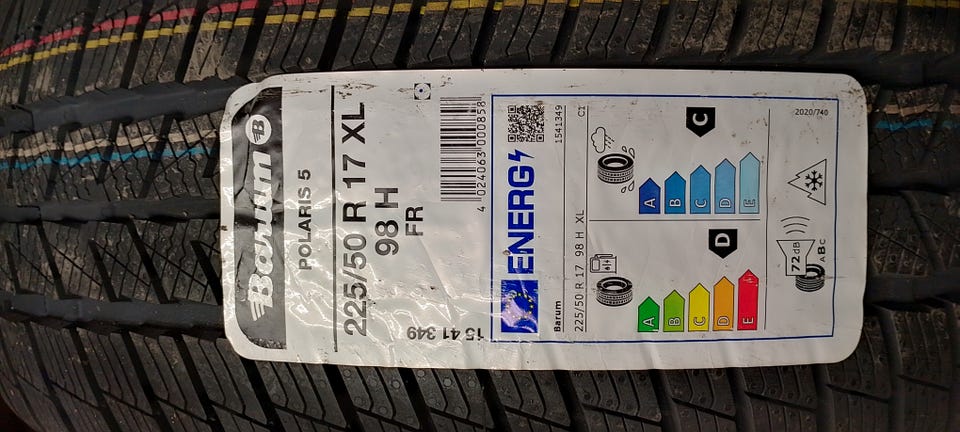 Barum B
POLARIS 5
225/50 R 17 XL
98 H
FR
15 41 349
4 024063 000858
ENERG
Barum
1541349
225/50 R 17 98 H XL
C1
A
B
C
D
E
D
A
B
C
D
E
C
72 dB
ABC
2020/740